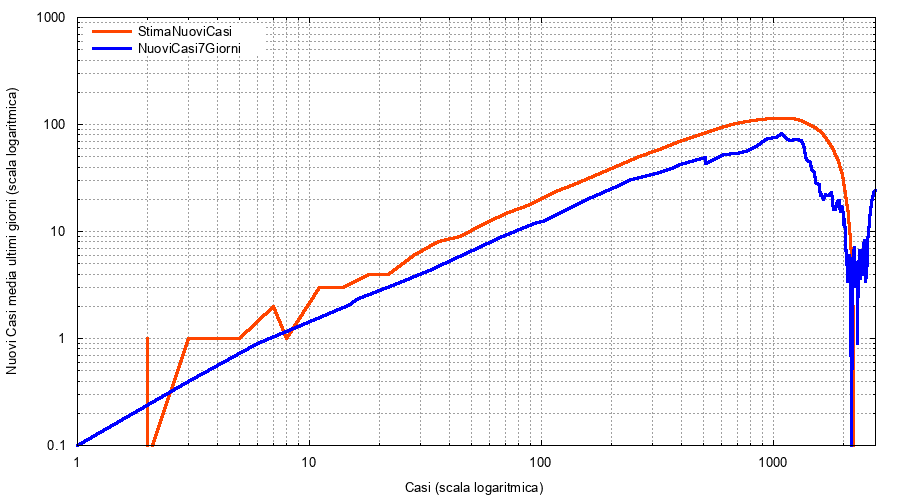 1000
StimaNuoviCasi
NuoviCasi7Giorni
100
10
1
0.1
Nuovi Casi media ultimi giorni (scala logaritmica)
1 10 100 1000
Casi (scala logaritmica)